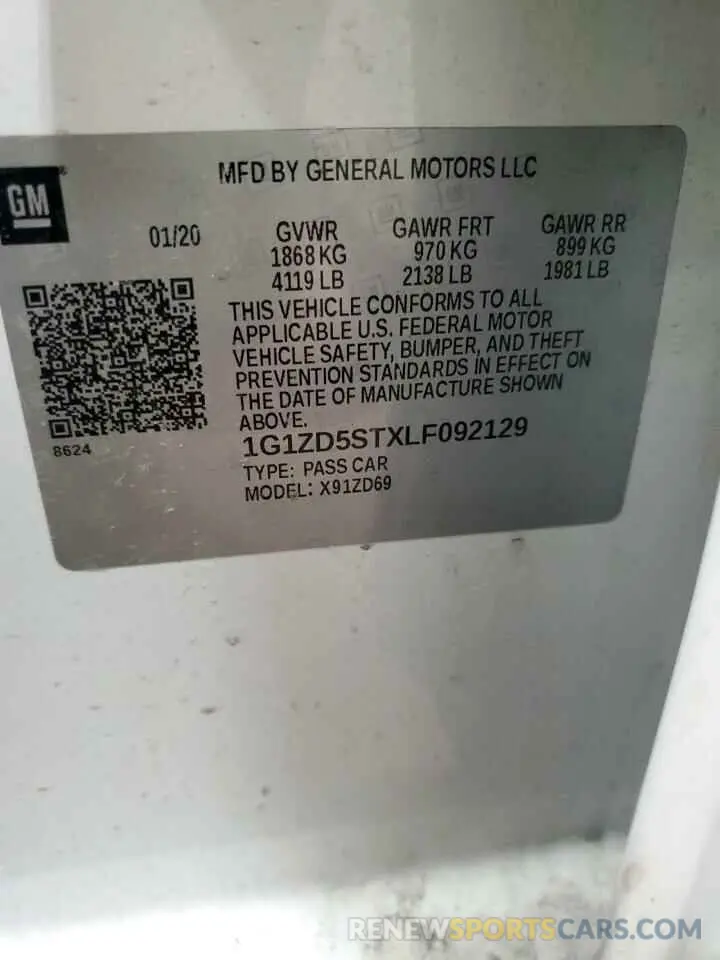 MFD BY GENERAL MOTORS LLC
GM
01/20 GVWR GAWR FRT GAWR RR
1868 KG 970 KG 899 KG
4119 LB 2138 LB 1981 LB
THIS VEHICLE CONFORMS TO ALL
APPLICABLE U.S. FEDERAL MOTOR
VEHICLE SAFETY, BUMPER, AND THEFT
PREVENTION STANDARDS IN EFFECT ON
THE DATE OF MANUFACTURE SHOWN
ABOVE.
8624
1G1ZD5STXLF092129
TYPE: PASS CAR
MODEL: X91ZD69
RENEWSPORTSCARS.COM